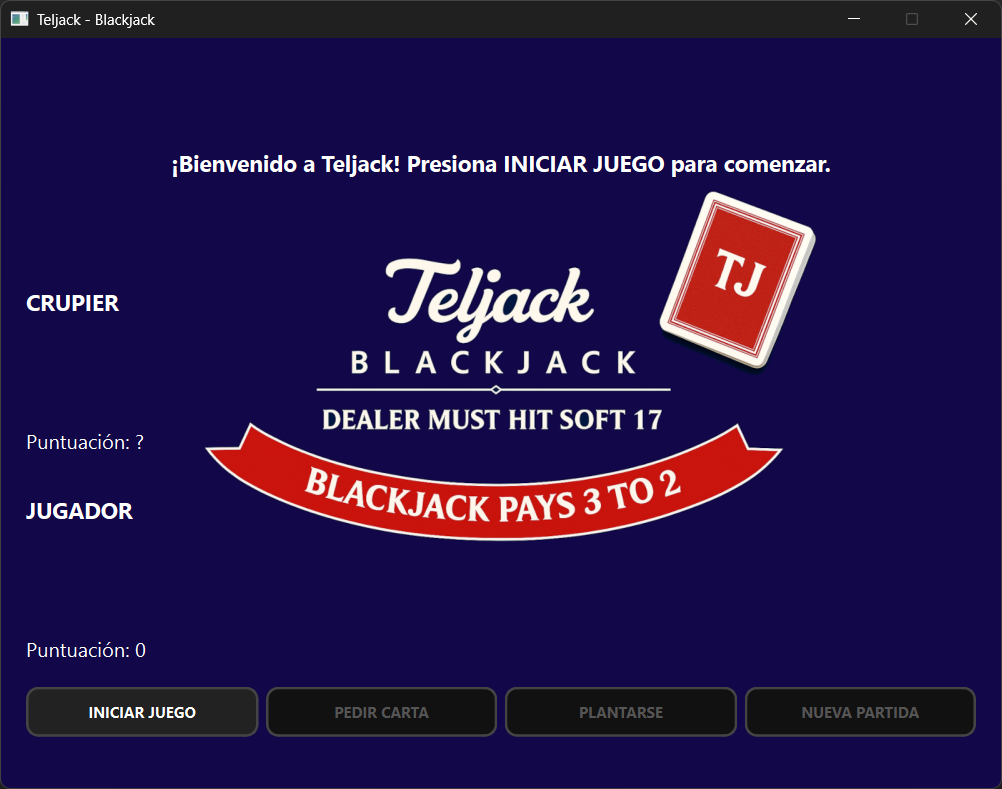 Teljack - Blackjack
¡Bienvenido a Teljack! Presiona INICIAR JUEGO para comenzar.
TJ
Teljack
BLACKJACK
CRUPIER
DEALER MUST HIT SOFT 17
Puntuación: ?
BLACKJACK PAYS 3 TO 2
JUGADOR
Puntuación: 0
INICIAR JUEGO
PEDIR CARTA
PLANTARSE
NUEVA PARTIDA